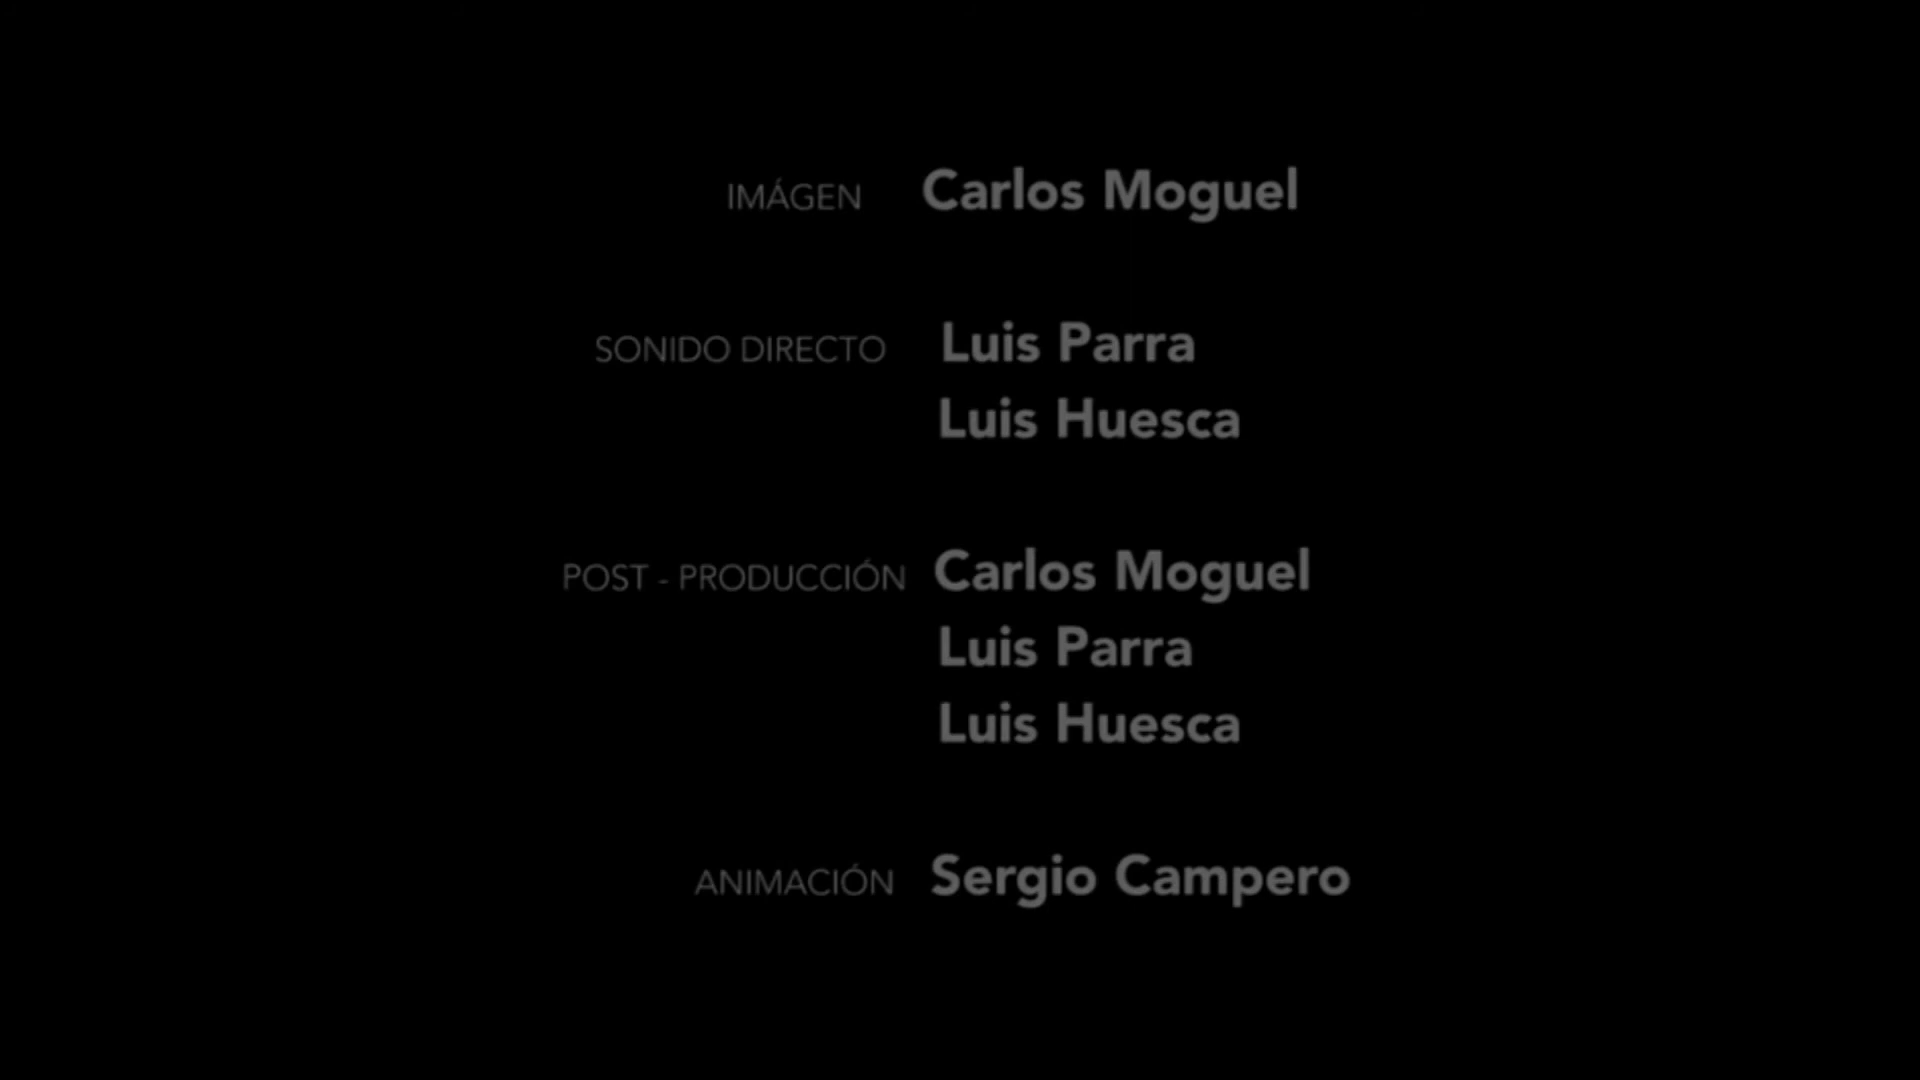 IMÁGEN Carlos Moguel
SONIDO DIRECTO Luis Parra
Luis Huesca
POST - PRODUCCIÓN Carlos Moguel
Luis Parra
Luis Huesca
ANIMACIÓN Sergio Campero